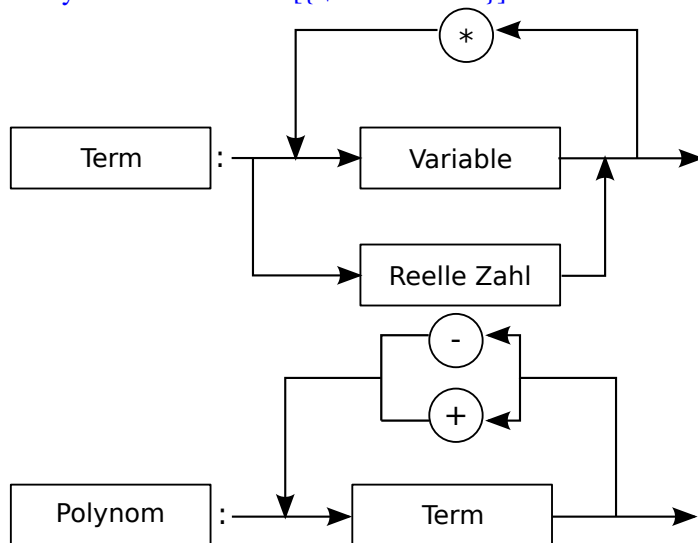 *
Term : Variable
Reelle Zahl
-
+
Polynom : Term